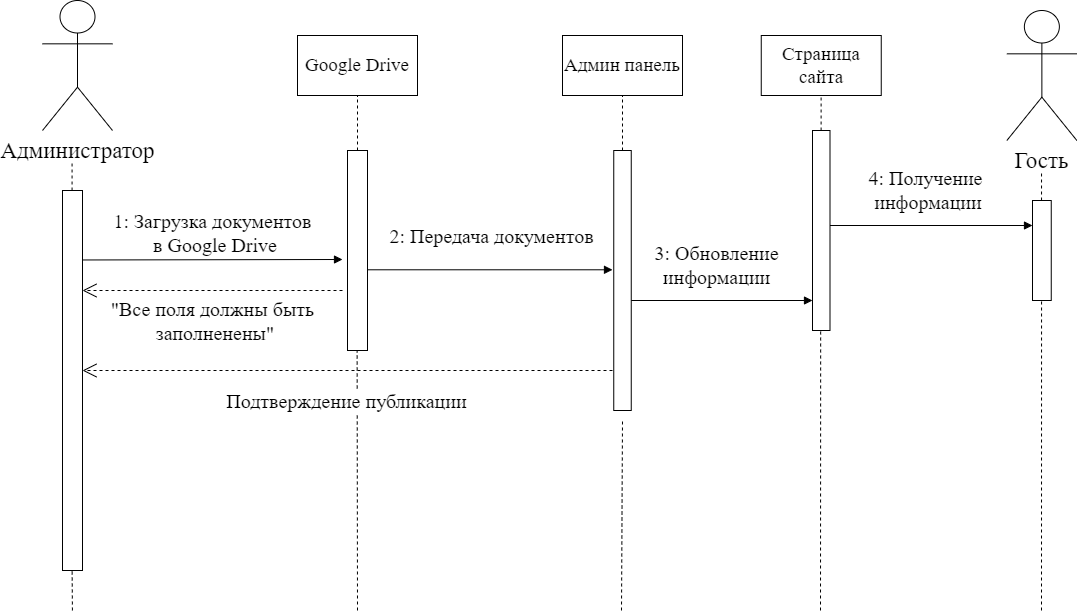 Google Drive
Админ панель
Страница
сайта
Администратор
Гость
4: Получение
информации
1: Загрузка документов
в Google Drive
2: Передача документов
3: Обновление
информации
"Все поля должны быть
заполненены"
Подтверждение публикации